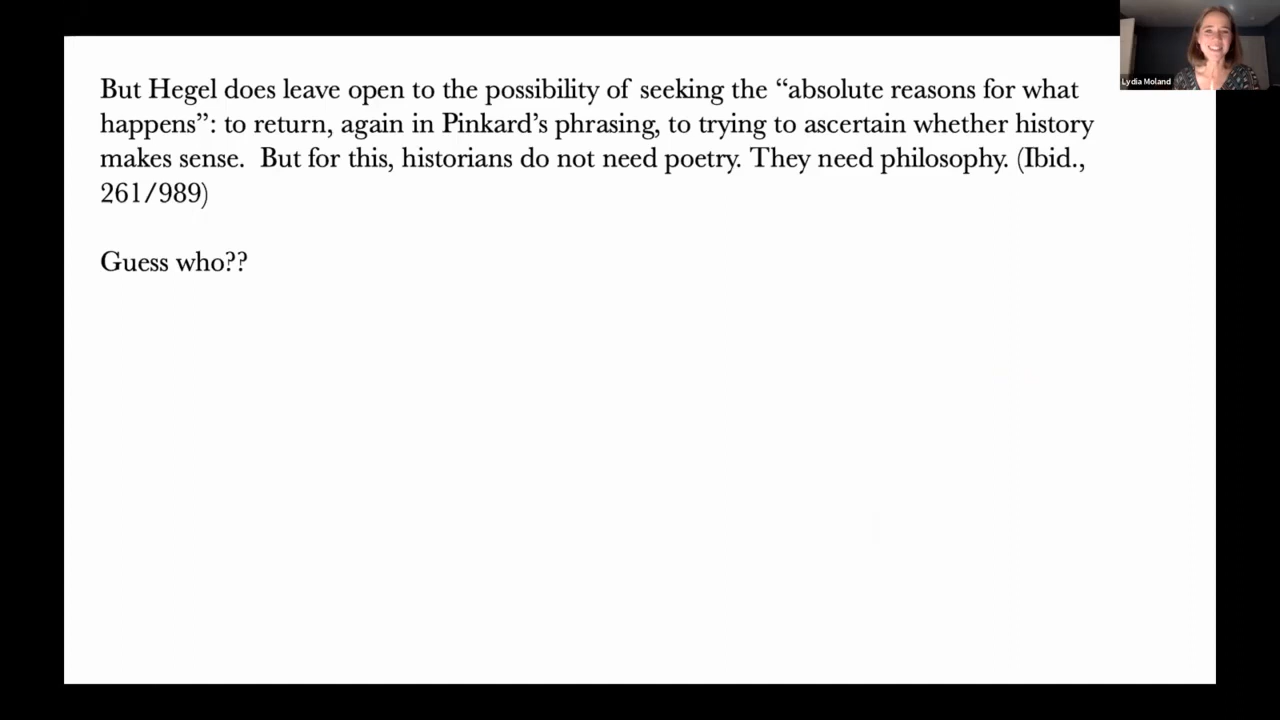 But Hegel does leave open to the possibility of seeking the “absolute reasons for what
happens”: to return, again in Pinkard’s phrasing, to trying to ascertain whether history
makes sense.  But for this, historians do not need poetry. They need philosophy. (Ibid.,
261/989)
Guess who??
Lydia Moland